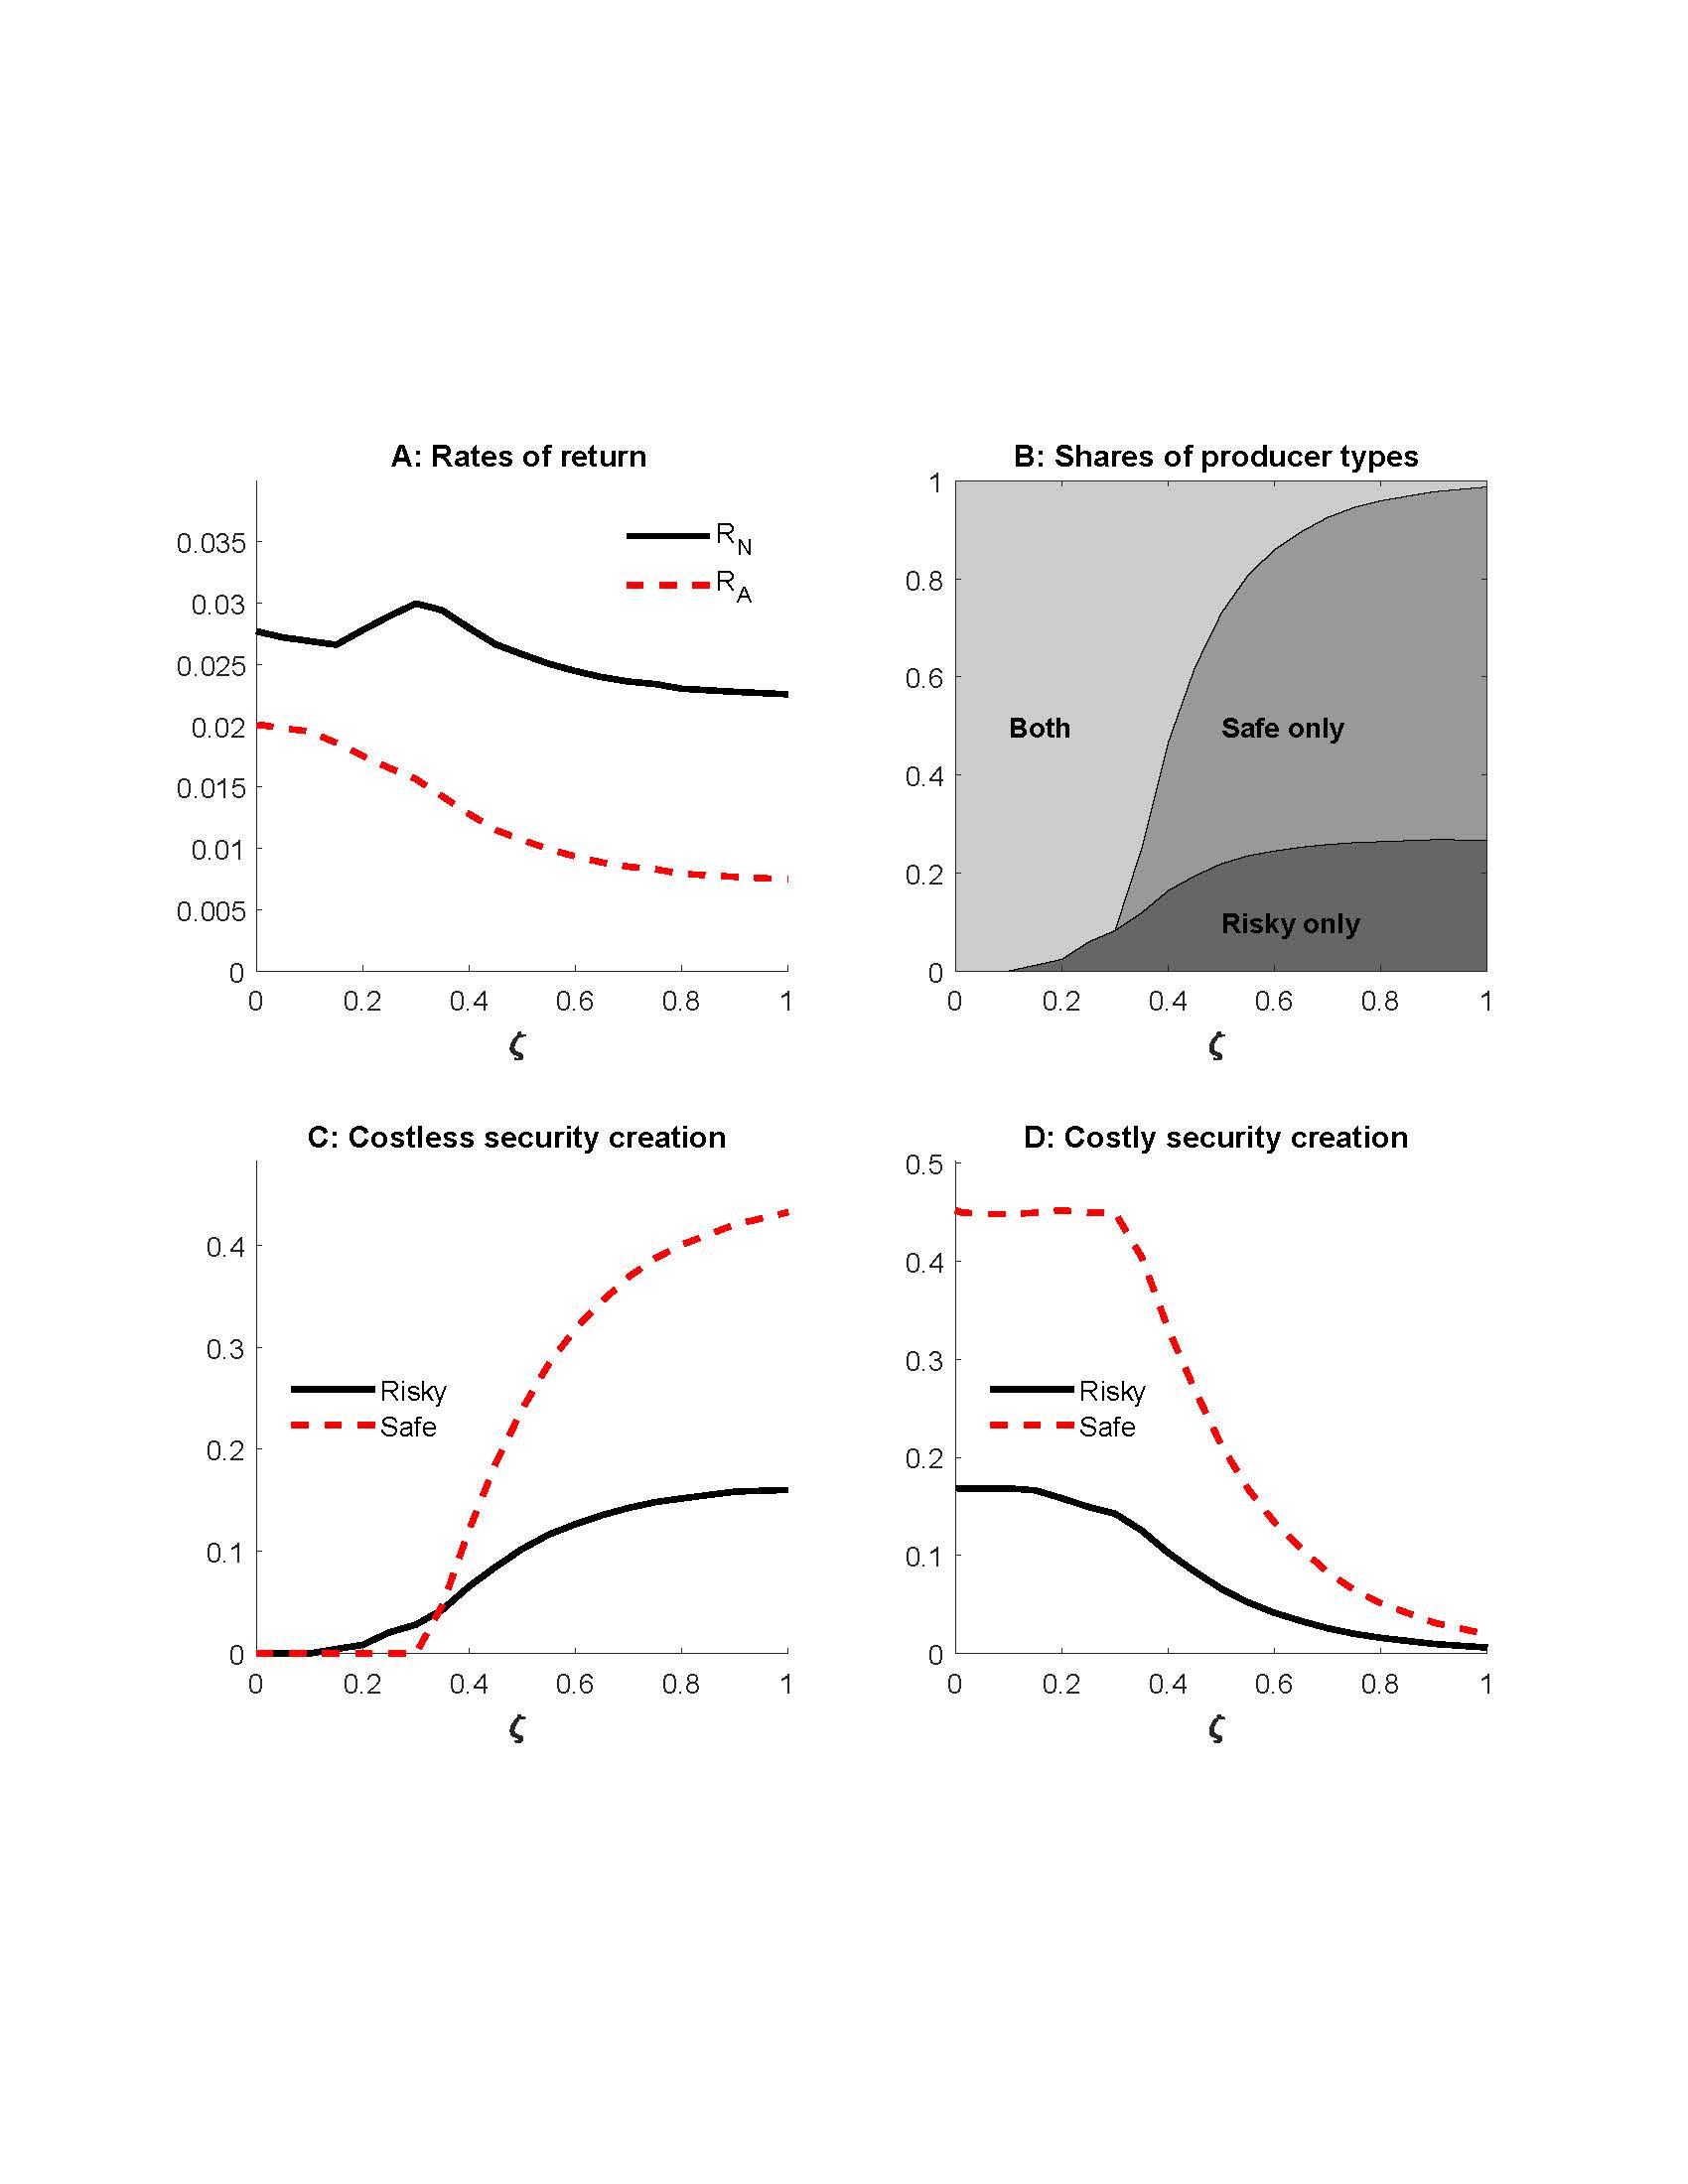 A: Rates of return
R_N
R_A
0.035
0.03
0.025
0.02
0.015
0.01
0.005
0
0 0.2 0.4 0.6 0.8 1
ζ
B: Shares of producer types
1
0.8
0.6
0.4
0.2
0
Both
Safe only
Risky only
0 0.2 0.4 0.6 0.8 1
ζ
C: Costless security creation
0.4
0.3
0.2
0.1
0
Risky
Safe
0 0.2 0.4 0.6 0.8 1
ζ
D: Costly security creation
0.5
0.4
0.3
0.2
0.1
0
Risky
Safe
0 0.2 0.4 0.6 0.8 1
ζ